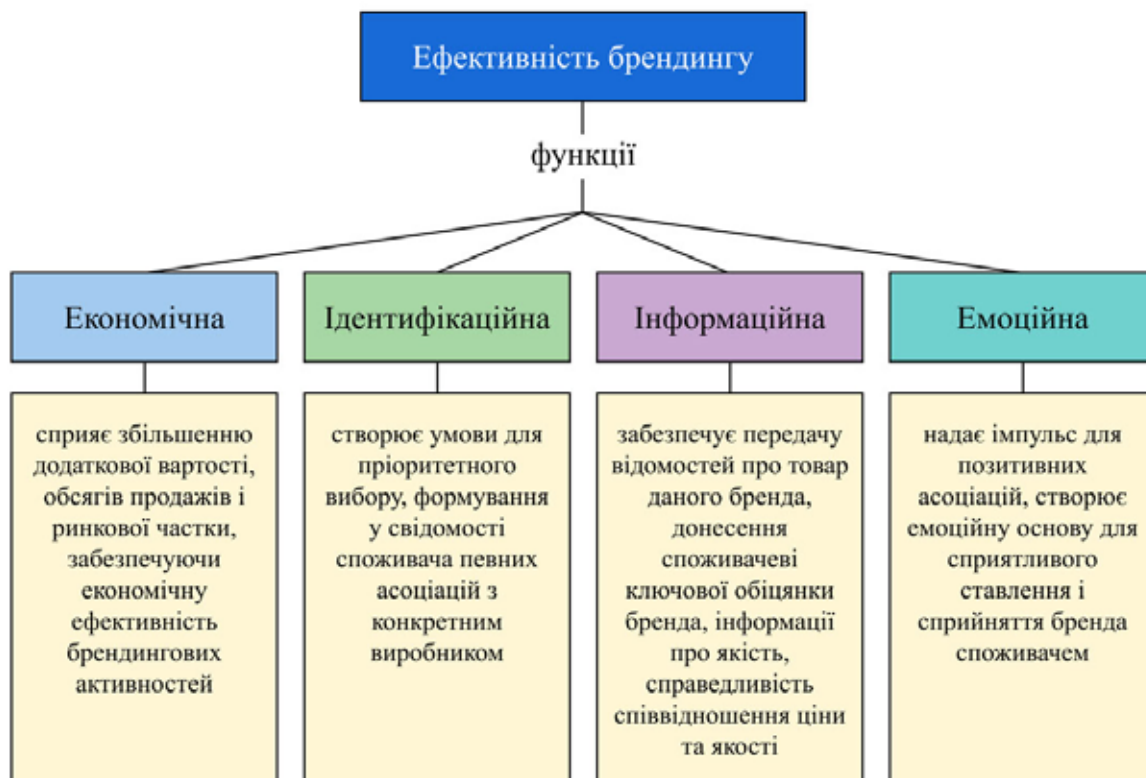 Ефективність брендингу
функції
Економічна
Ідентифікаційна
Інформаційна
Емоційна
сприяє збільшенню
додаткової вартості,
обсягів продажів і
ринкової частки,
забезпечуючи
економічну
ефективність
брендингових
активностей
створює умови для
пріоритетного
вибору, формування
у свідомості
споживача певних
асоціацій з
конкретним
виробником
забезпечує передачу
відомостей про товар
даного бренда,
донесення
споживачеві
ключової обіцянки
бренда, інформації
про якість,
справедливість
співвідношення ціни
та якості
надає імпульс для
позитивних
асоціацій, створює
емоційну основу для
сприятливого
ставлення і
сприйняття бренда
споживачем